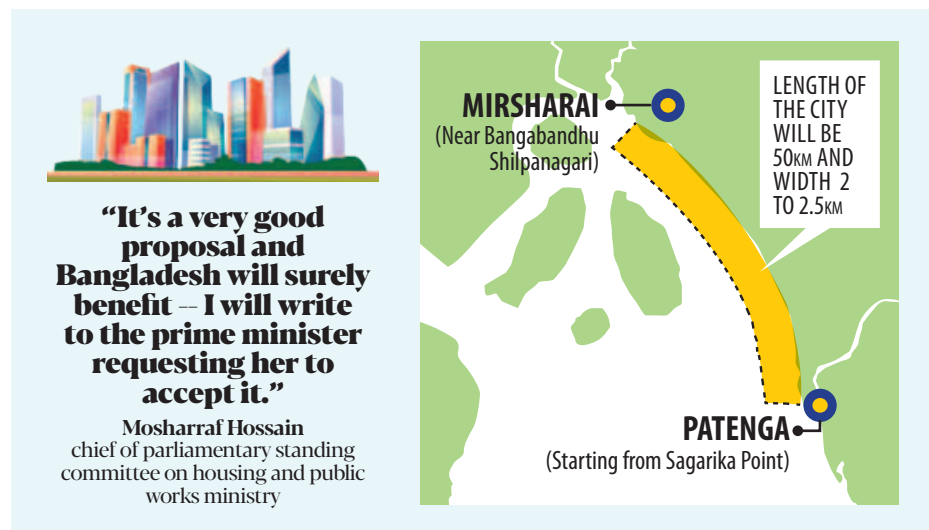 “It’s a very good
proposal and
Bangladesh will surely
benefit -- I will write
to the prime minister
requesting her to
accept it.”
Mosharraf Hossain
chief of parliamentary standing
committee on housing and public
works ministry
MIRSHARAI
(Near Bangabandhu
Shilpanagari)
LENGTH OF
THE CITY
WILL BE
50KM AND
WIDTH 2
TO 2.5KM
PATENGA
(Starting from Sagarika Point)